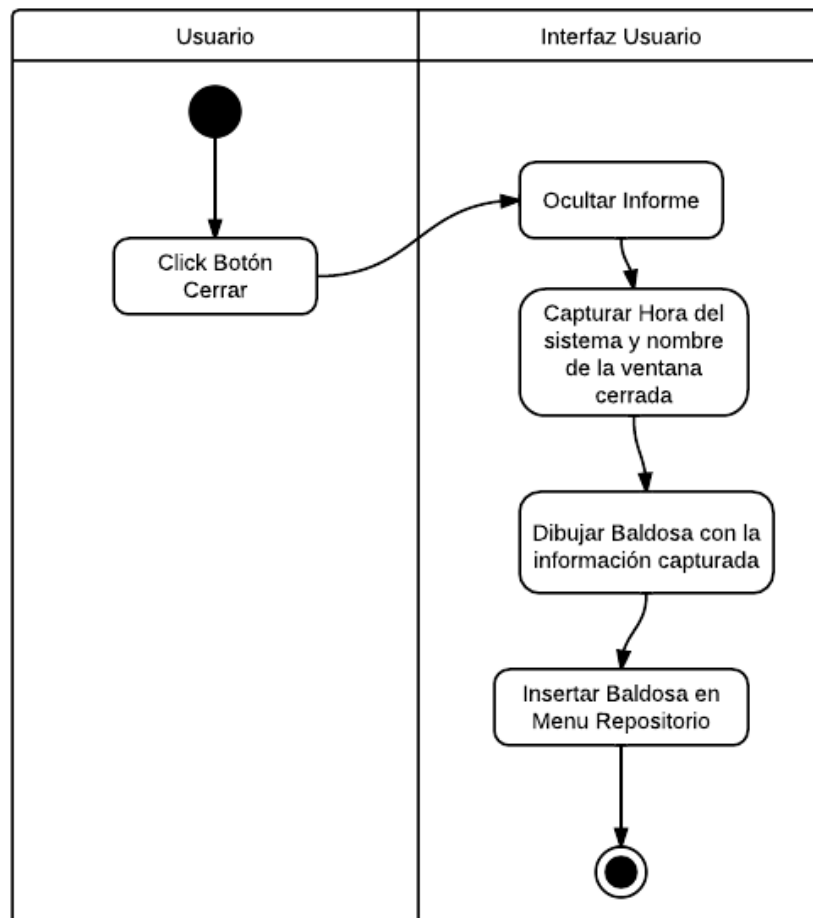 Usuario
Interfaz Usuario
Click Botón
Cerrar
Ocultar Informe
Capturar Hora del
sistema y nombre
de la ventana
cerrada
Dibujar Baldosa con la
información capturada
Insertar Baldosa en
Menu Repositorio